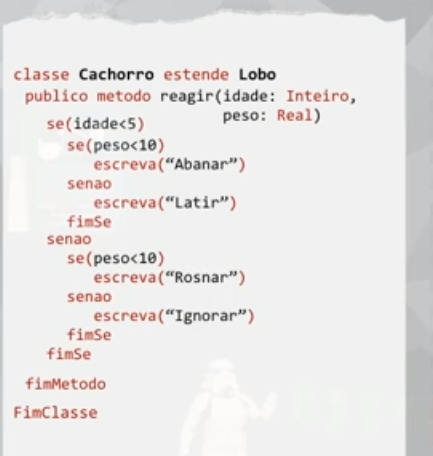 classe Cachorro estende Lobo
publico metodo reagir(idade: Inteiro,
peso: Real)
se(idade<5)
se(peso<10)
escreva(“Abanar”)
senao
escreva(“Latir”)
fimSe
senao
se(peso<10)
escreva(“Rosnar”)
senao
escreva(“Ignorar”)
fimSe
fimSe
fimMetodo
FimClasse